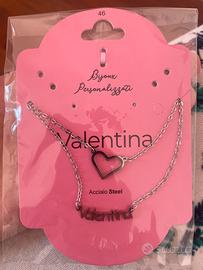 46
Bijoux
Personalizzati
Valentina
Acciaio Steel
Valentina